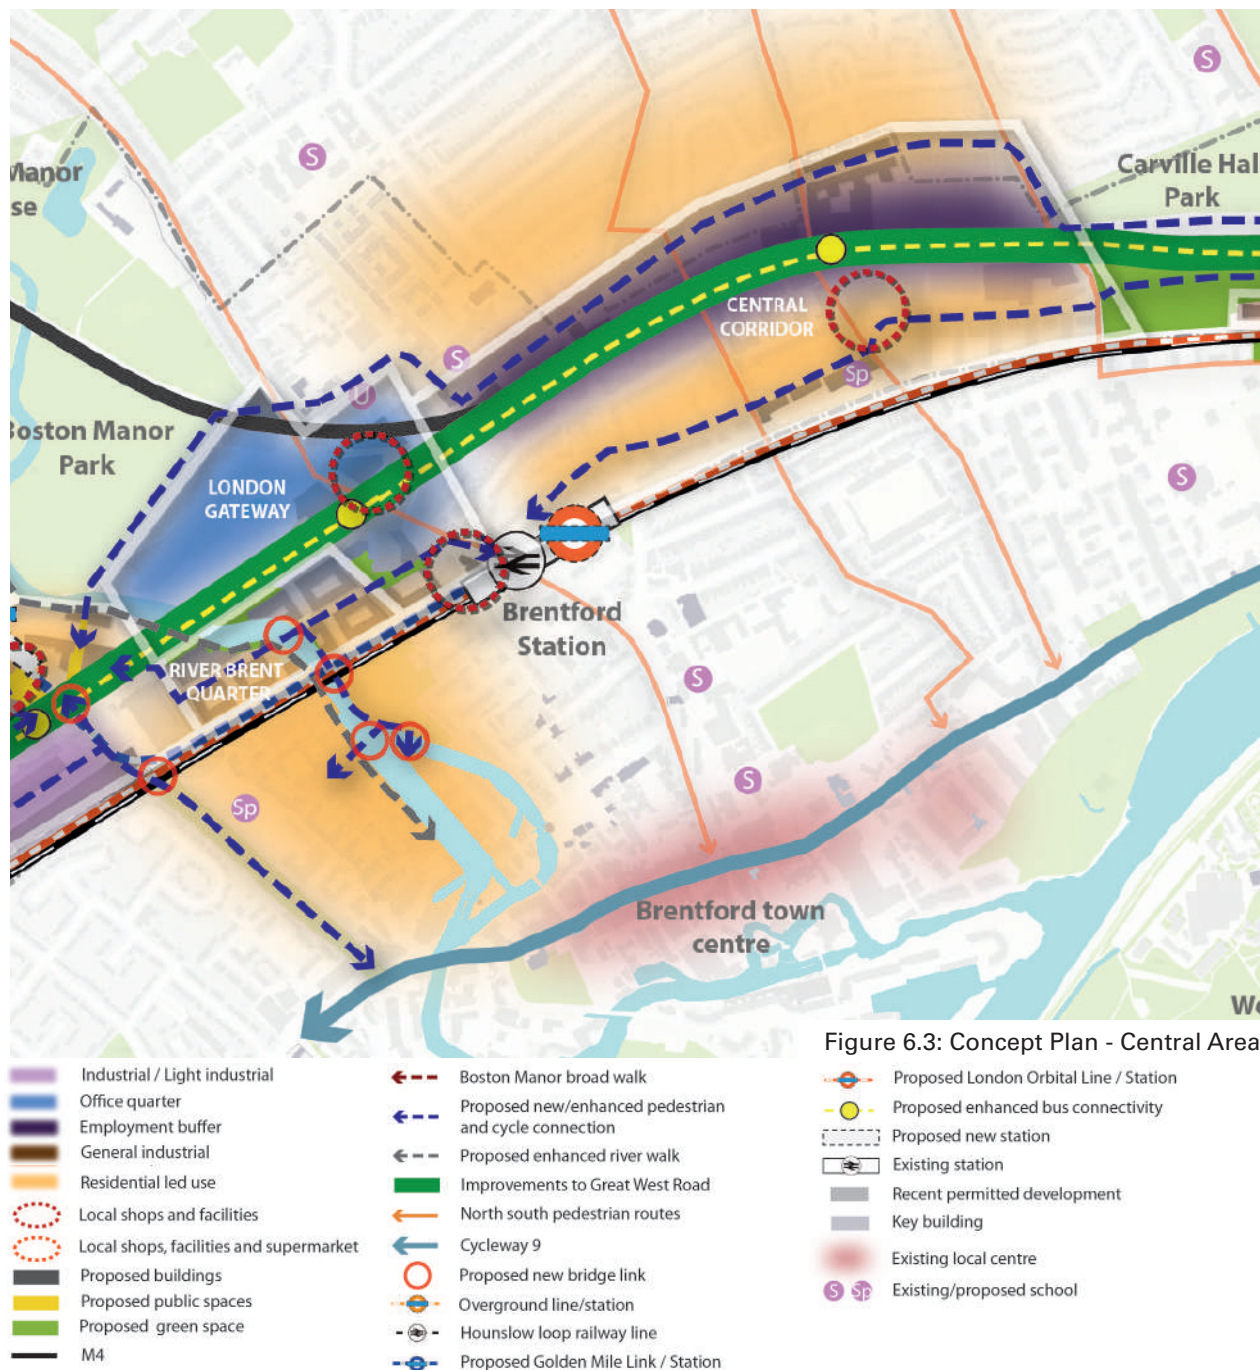 S
Manor
se
S
Carville Hal
Park
CENTRAL
CORRIDOR
S
Sp
U
Boston Manor
Park
LONDON
GATEWAY
S
Brentford
Station
RIVER BRENT
QUARTER
S
S
Sp
Brentford town
centre
We
Figure 6.3: Concept Plan - Central Area
Industrial / Light industrial
Office quarter
Employment buffer
General industrial
Residential led use
Local shops and facilities
Local shops, facilities and supermarket
Proposed buildings
Proposed public spaces
Proposed green space
M4
Boston Manor broad walk
Proposed new/enhanced pedestrian
and cycle connection
Proposed enhanced river walk
Improvements to Great West Road
North south pedestrian routes
Cycleway 9
Proposed new bridge link
Overground line/station
Hounslow loop railway line
Proposed Golden Mile Link / Station
Proposed London Orbital Line / Station
Proposed enhanced bus connectivity
Proposed new station
Existing station
Recent permitted development
Key building
Existing local centre
S Sp Existing/proposed school